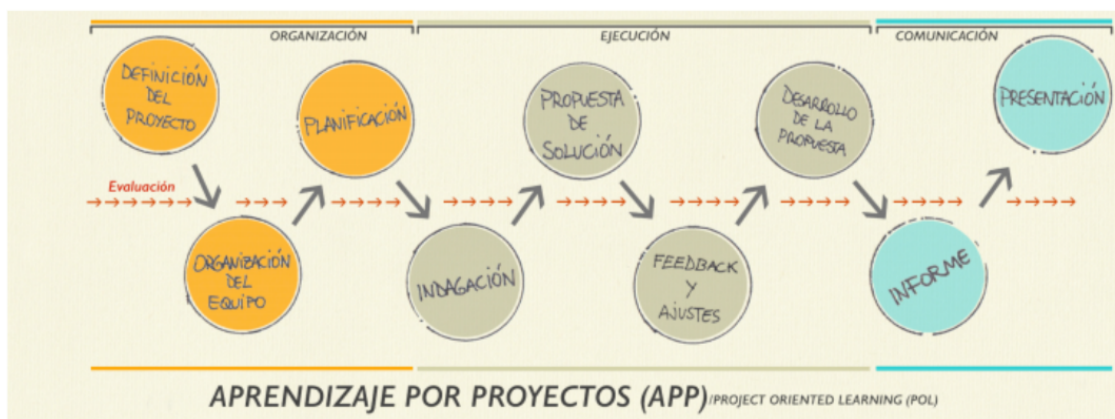 ORGANIZACIÓN
EJECUCIÓN
COMUNICACIÓN
DEFINICIÓN
DEL
PROYECTO
PLANIFICACIÓN
PROPUESTA
DE
SOLUCIÓN
DESARROLLO
DE LA
PROPUESTA
PRESENTACIÓN
Evaluación
ORGANIZACIÓN
DEL
EQUIPO
INDAGACIÓN
FEEDBACK
Y
AJUSTES
INFORME
APRENDIZAJE POR PROYECTOS (APP)/PROJECT ORIENTED LEARNING (POL)